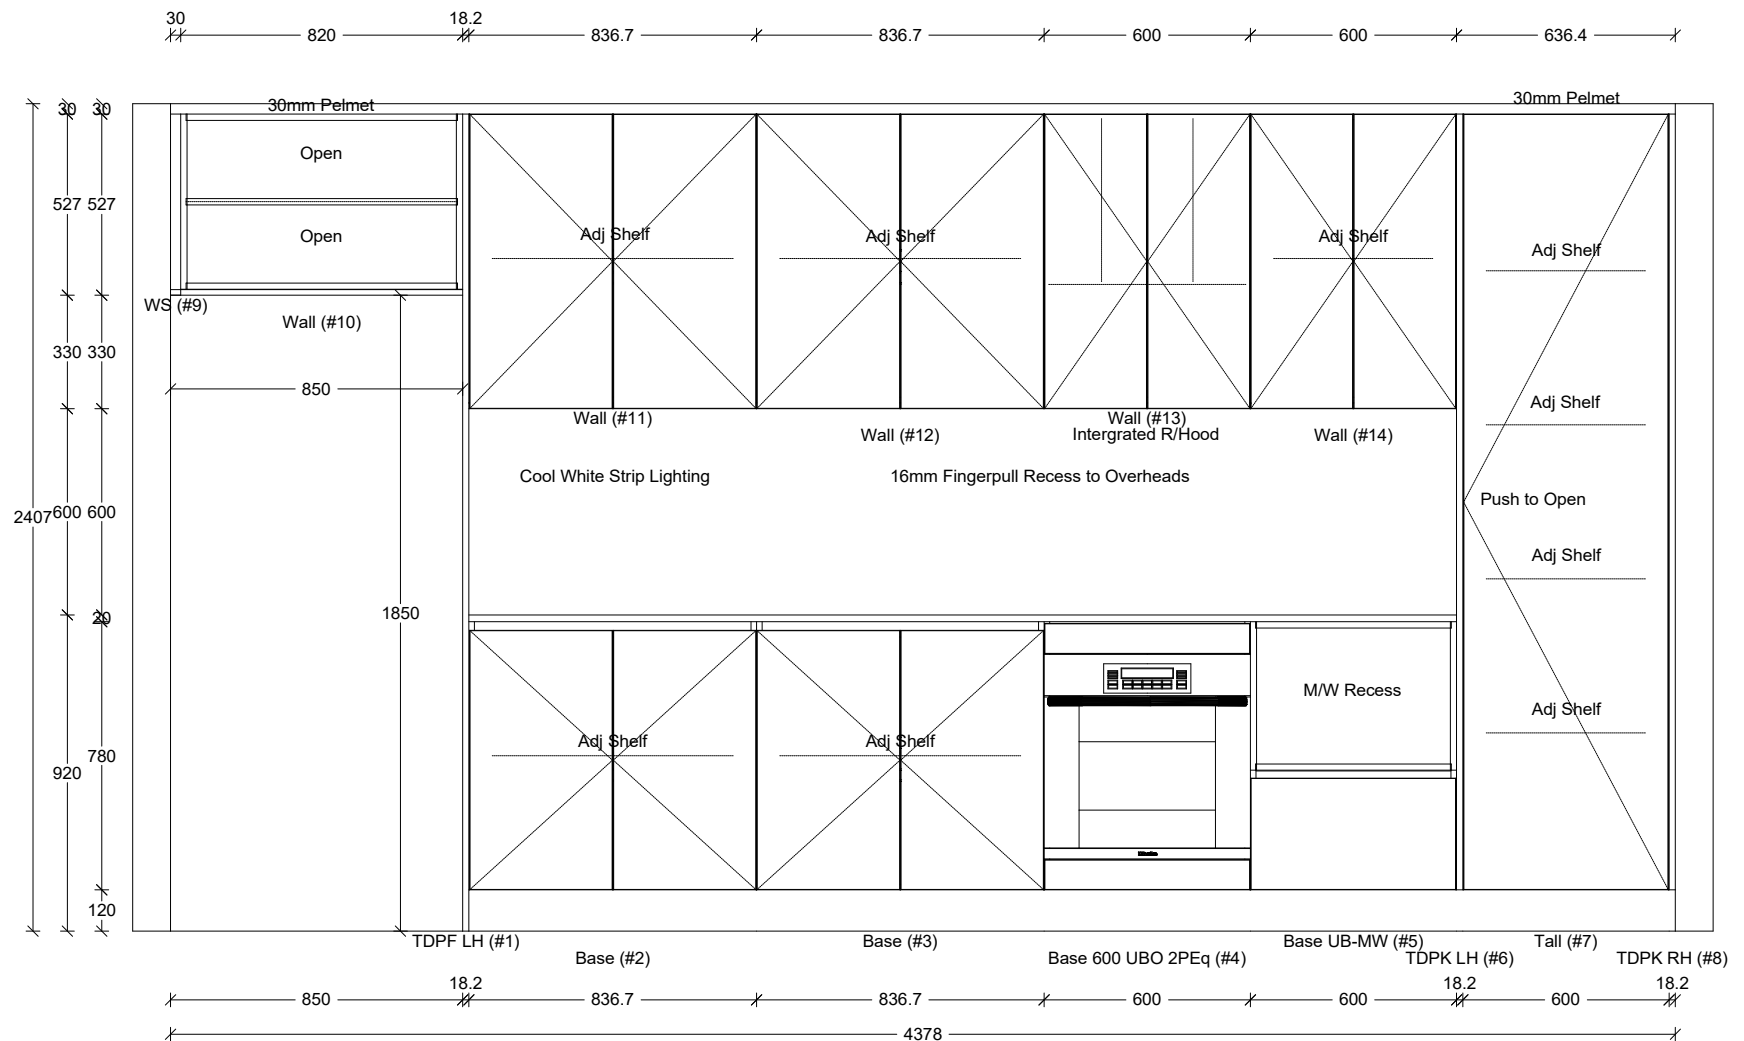 30
18.2
820
836.7
836.7
600
600
636.4
30mm Pelmet
30mm Pelmet
30
30
Open
527
527
Open
Adj Shelf
Adj Shelf
Adj Shelf
Adj Shelf
WS (#9)
Wall (#10)
330
330
850
Adj Shelf
Wall (#11)
Wall (#12)
Wall (#13)
Intergrated R/Hood
Wall (#14)
Cool White Strip Lighting
16mm Fingerpull Recess to Overheads
Push to Open
2407
600
600
Adj Shelf
1850
20
M/W Recess
Adj Shelf
Adj Shelf
Adj Shelf
780
920
120
TDPF LH (#1)
Base (#2)
Base (#3)
Base 600 UBO 2PEq (#4)
Base UB-MW (#5)
TDPK LH (#6)
Tall (#7)
TDPK RH (#8)
850
18.2
836.7
836.7
600
600
18.2
600
18.2
4378